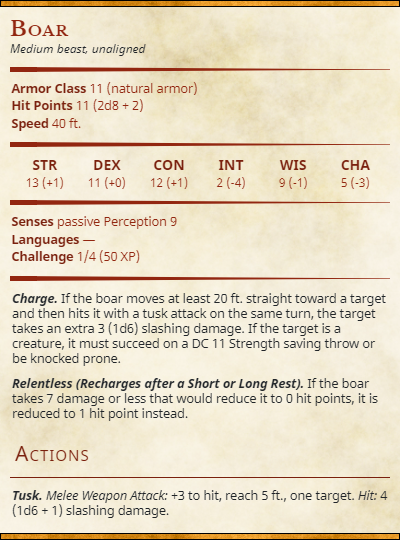 Boar
Medium beast, unaligned
Armor Class 11 (natural armor)
Hit Points 11 (2d8 + 2)
Speed 40 ft.
STR DEX CON INT WIS CHA
13 (+1) 11 (+0) 12 (+1) 2 (-4) 9 (-1) 5 (-3)
Senses passive Perception 9
Languages —
Challenge 1/4 (50 XP)
Charge. If the boar moves at least 20 ft. straight toward a target
and then hits it with a tusk attack on the same turn, the target
takes an extra 3 (1d6) slashing damage. If the target is a
creature, it must succeed on a DC 11 Strength saving throw or
be knocked prone.
Relentless (Recharges after a Short or Long Rest). If the boar
takes 7 damage or less that would reduce it to 0 hit points, it is
reduced to 1 hit point instead.
Actions
Tusk. Melee Weapon Attack: +3 to hit, reach 5 ft., one target. Hit: 4
(1d6 + 1) slashing damage.